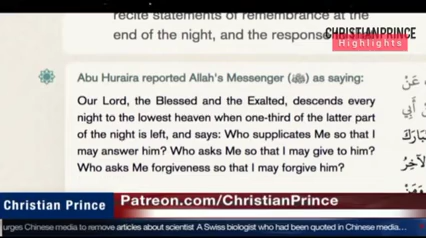 recite statements of remembrance at the
end of the night, and the respons
CHRISTIANPRINCE
Highlights
Abu Huraira reported Allah's Messenger (ﷺ) as saying:
Our Lord, the Blessed and the Exalted, descends every
night to the lowest heaven when one-third of the latter part
of the night is left, and says: Who supplicates Me so that I
may answer him? Who asks Me so that I may give to him?
Who asks Me forgiveness so that I may forgive him?
Christian Prince
Patreon.com/ChristianPrince
urges Chinese media to remove articles about scientist A Swiss biologist who had been quoted in Chinese media...